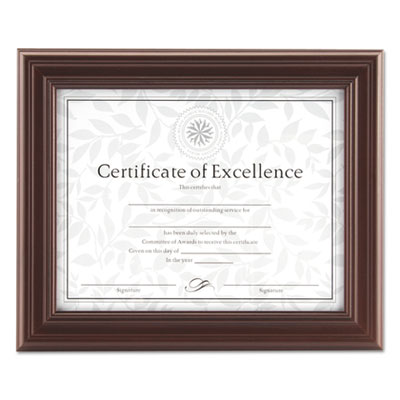 Certificate of Excellence
This certifies that
in recognition of outstanding service for
has been duly selected by the
Committee of Awards to receive this certificate
Given on this day of
In the year
Signature Signature